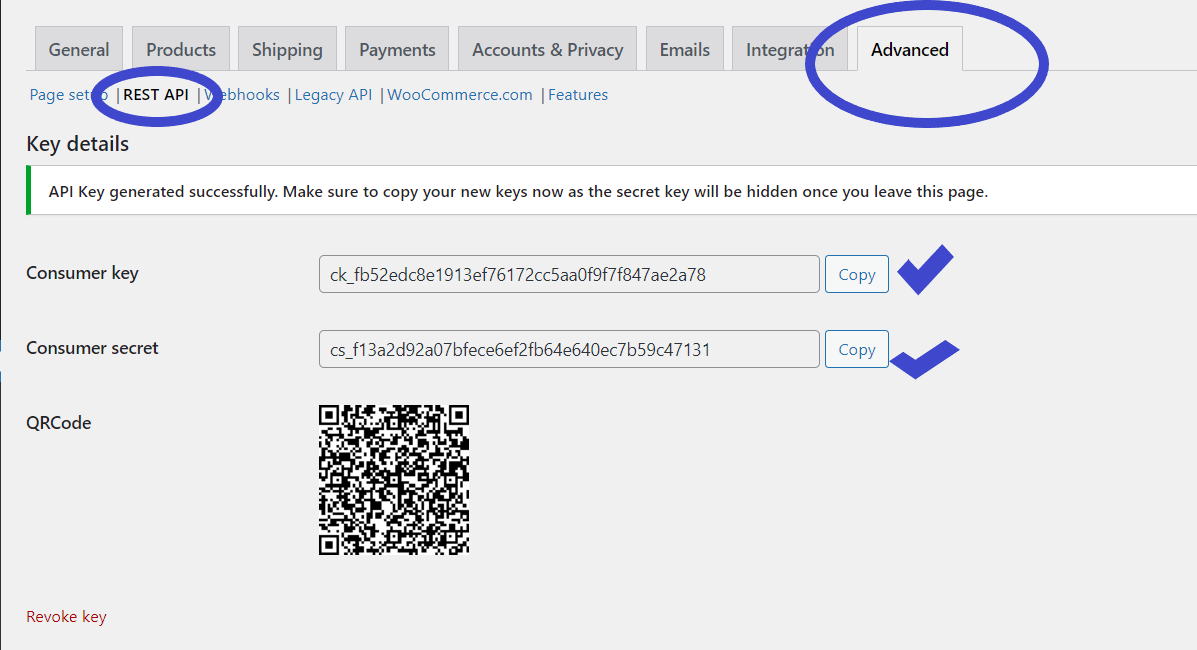 General Products Shipping Payments Accounts & Privacy Emails Integration Advanced
Page setup | REST API | Webhooks | Legacy API | WooCommerce.com | Features
Key details
API Key generated successfully. Make sure to copy your new keys now as the secret key will be hidden once you leave this page.
Consumer key ck_fb52edc8e1913ef76172cc5aa0f9f7f847ae2a78 Copy
Consumer secret cs_f13a2d92a07bfece6ef2fb64e640ec7b59c47131 Copy
QRCode
Revoke key